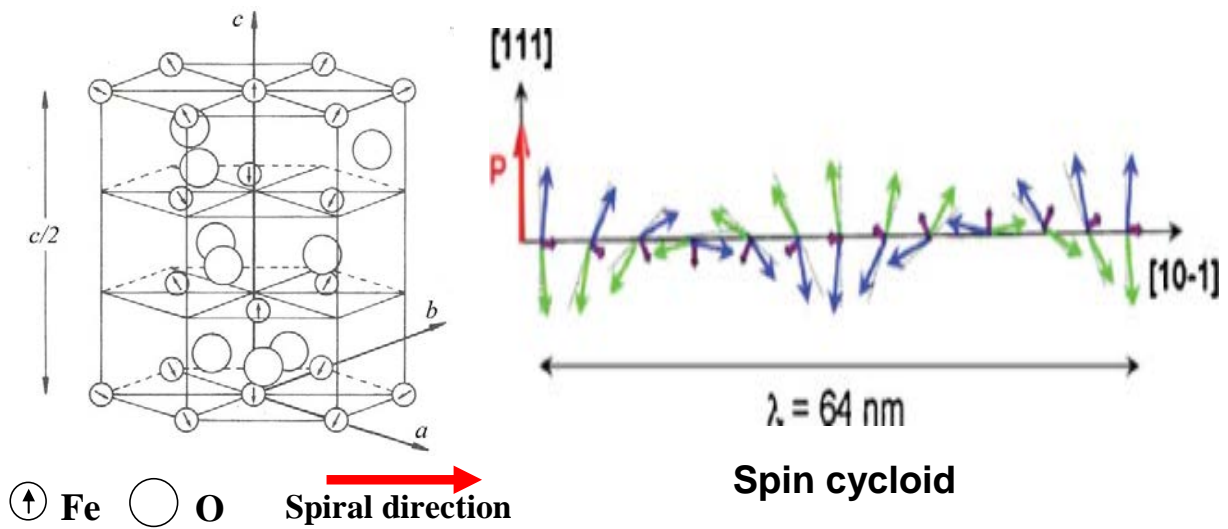 c
c/2
b
a
Fe
O
Spiral direction
[111]
P
[10-1]
λ = 64 nm
Spin cycloid